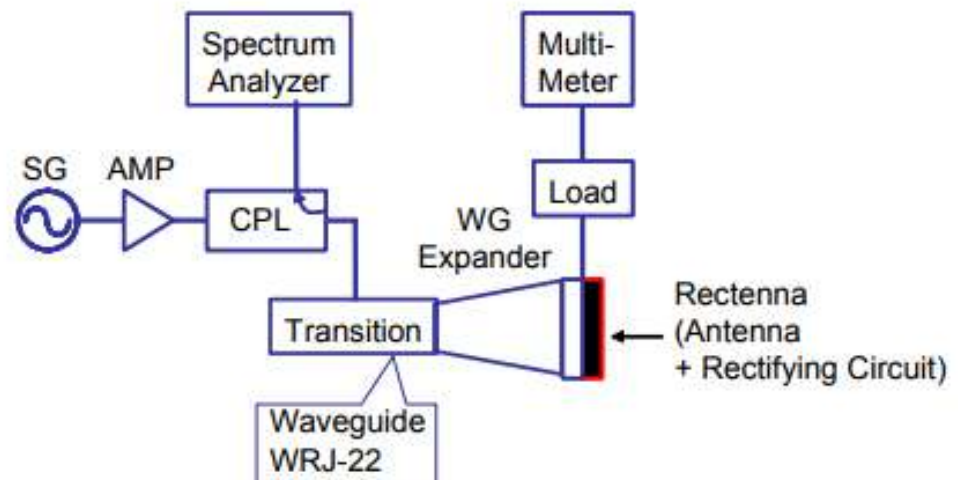 Spectrum
Analyzer
Multi-
Meter
SG
AMP
CPL
Load
WG
Expander
Transition
Rectenna
(Antenna
+ Rectifying Circuit)
Waveguide
WRJ-22